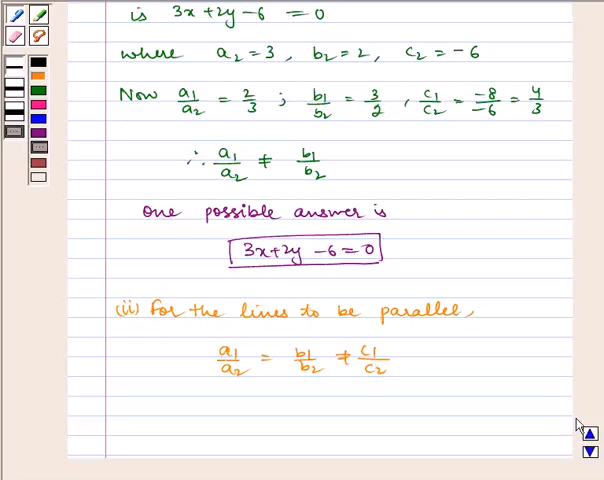 is 3x+2y-6 =0
where a₂=3, b₂=2, c₂=-6
Now a₁/a₂ = 2/3 ; b₁/b₂ = 3/2 , c₁/c₂ = -8/-6 = 4/3
∴ a₁/a₂ ≠ b₁/b₂
One possible answer is
3x+2y-6=0
(ii) For the lines to be parallel,
a₁/a₂ = b₁/b₂ ≠ c₁/c₂